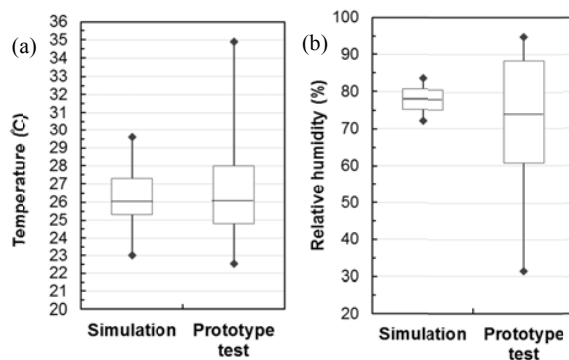 (a)
Temperature (°C)
36
35
34
33
32
31
30
29
28
27
26
25
24
23
22
21
20
Simulation
Prototype
test
(b)
Relative humidity (%)
100
90
80
70
60
50
40
30
20
Simulation
Prototype
test